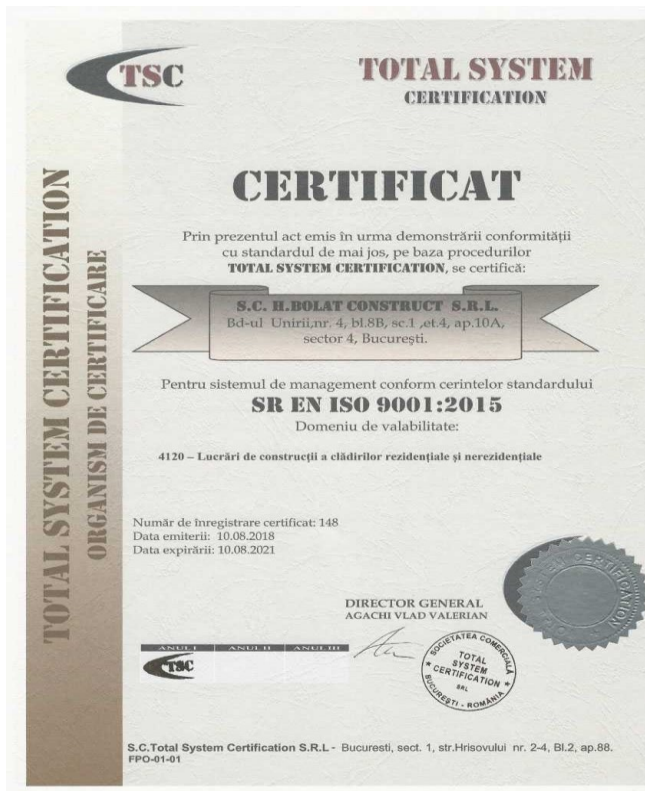 TSC
TOTAL SYSTEM
CERTIFICATION
TOTAL SYSTEM CERTIFICATION
ORGANISM DE CERTIFICARE
CERTIFICAT
Prin prezentul act emis în urma demonstrării conformității
cu standardul de mai jos, pe baza procedurilor
TOTAL SYSTEM CERTIFICATION, se certifică:
S.C. H.BOLAT CONSTRUCT S.R.L.
Bd-ul Unirii,nr. 4, bl.8B, sc.1 ,et.4, ap.10A,
sector 4, București.
Pentru sistemul de management conform cerintelor standardului
SR EN ISO 9001:2015
Domeniu de valabilitate:
4120 – Lucrări de construcții a clădirilor rezidențiale și nerezidențiale
Număr de înregistrare certificat: 148
Data emiterii: 10.08.2018
Data expirării: 10.08.2021
DIRECTOR GENERAL
AGACHI VLAD VALERIAN
ANUL I ANUL II ANUL III
TSC
SOCIETATEA COMERCIALĂ
TOTAL
SYSTEM
CERTIFICATION
SRL
BUCUREȘTI - ROMÂNIA
SYSTEM CERTIFICATION
S.C.Total System Certification S.R.L - Bucuresti, sect. 1, str.Hrisovului nr. 2-4, Bl.2, ap.88.
FPO-01-01